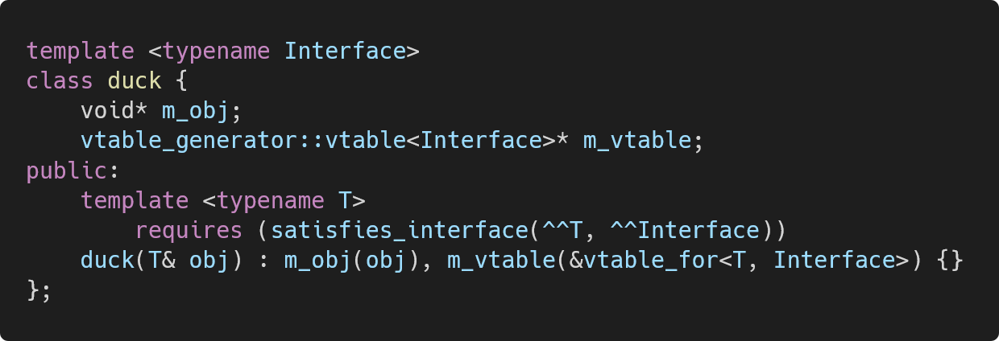 template <typename Interface>
class duck {
    void* m_obj;
    vtable_generator::vtable<Interface>* m_vtable;
public:
    template <typename T>
        requires (satisfies_interface(^^T, ^^Interface))
    duck(T& obj) : m_obj(obj), m_vtable(&vtable_for<T, Interface>) {}
};